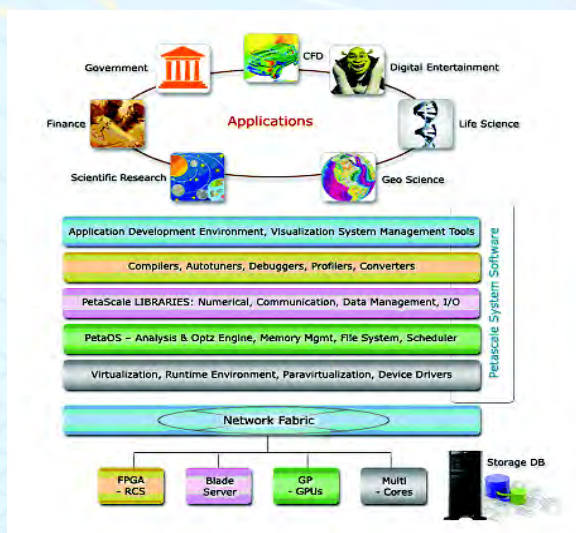 CFD
Government
Digital Entertainment
Finance
Applications
Life Science
Scientific Research
Geo Science
Application Development Environment, Visualization System Management Tools
Compilers, Autotuners, Debuggers, Profilers, Converters
PetaScale LIBRARIES: Numerical, Communication, Data Management, I/O
PetaOS – Analysis & Optz Engine, Memory Mgmt, File System, Scheduler
Virtualization, Runtime Environment, Paravirtualization, Device Drivers
Petascale System Software
Network Fabric
Storage DB
FPGA
- RCS
Blade
Server
GP
- GPUs
Multi
- Cores